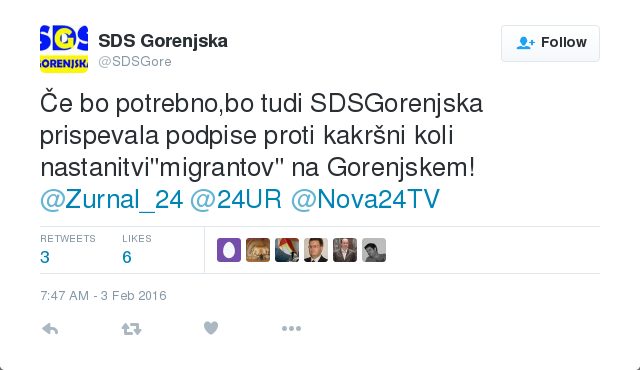 SDS
GORENJSKA
SDS Gorenjska
@SDSGore
Follow
Če bo potrebno,bo tudi SDSGorenjska
prispevala podpise proti kakršni koli
nastanitvi"migrantov" na Gorenjskem!
@Zurnal_24 @24UR @Nova24TV
RETWEETS LIKES
3 6
7:47 AM - 3 Feb 2016